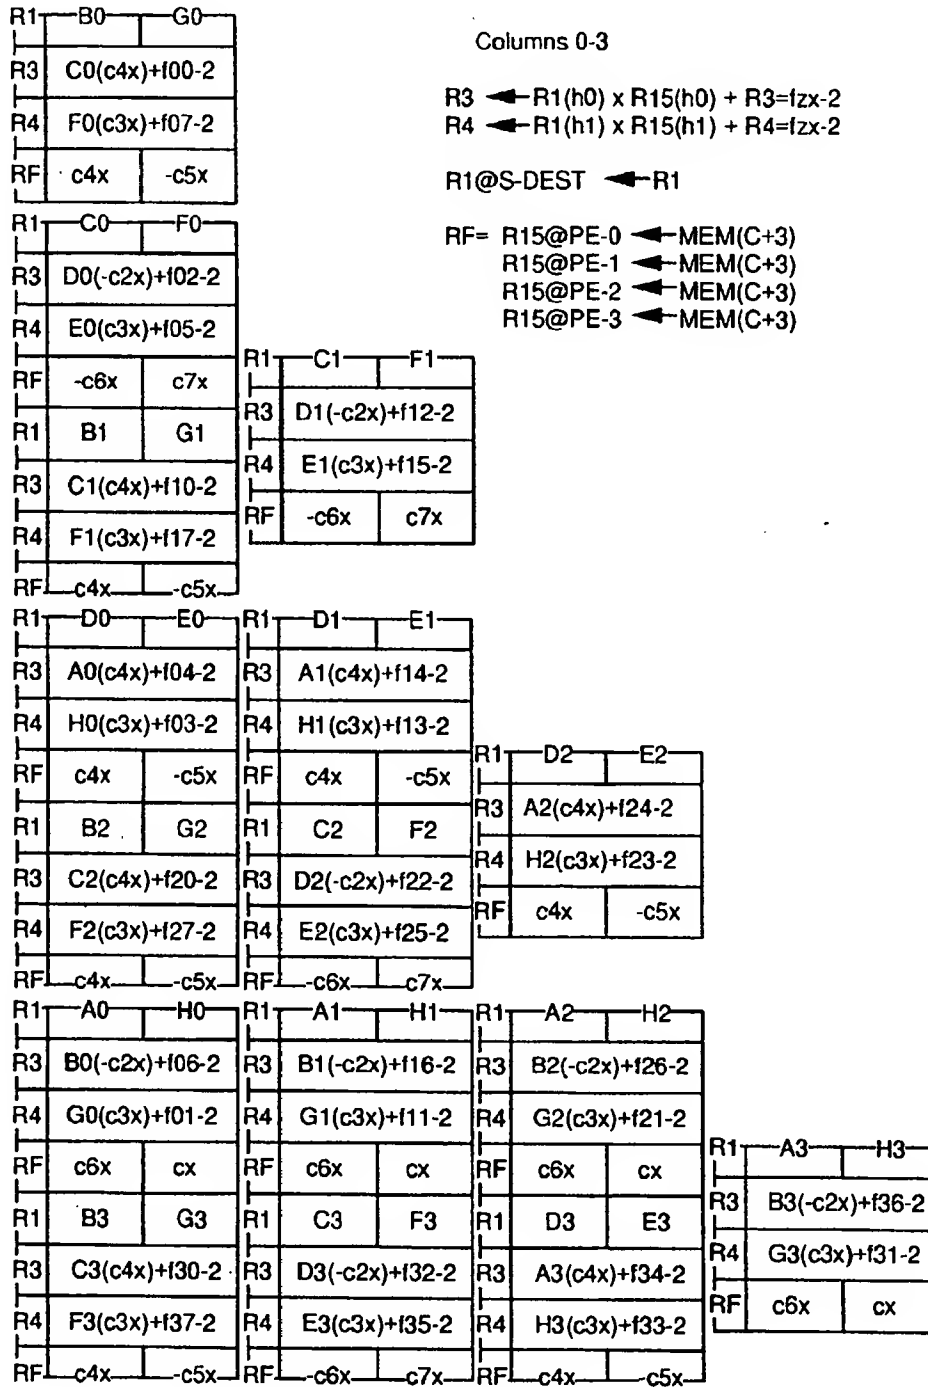 R1 B0 G0
R3 C0(c4x)+f00-2
R4 F0(c3x)+f07-2
RF c4x -c5x
Columns 0-3
R3 ← R1(h0) x R15(h0) + R3=fzx-2
R4 ← R1(h1) x R15(h1) + R4=fzx-2
R1@S-DEST ← R1
RF= R15@PE-0 ← MEM(C+3)
R15@PE-1 ← MEM(C+3)
R15@PE-2 ← MEM(C+3)
R15@PE-3 ← MEM(C+3)
R1 C0 F0
R3 D0(-c2x)+f02-2
R4 E0(c3x)+f05-2
RF -c6x c7x
R1 B1 G1
R3 C1(c4x)+f10-2
R4 F1(c3x)+f17-2
RF c4x -c5x
R1 C1 F1
R3 D1(-c2x)+f12-2
R4 E1(c3x)+f15-2
RF -c6x c7x
R1 D0 E0
R3 A0(c4x)+f04-2
R4 H0(c3x)+f03-2
RF c4x -c5x
R1 B2 G2
R3 C2(c4x)+f20-2
R4 F2(c3x)+f27-2
RF c4x -c5x
R1 D1 E1
R3 A1(c4x)+f14-2
R4 H1(c3x)+f13-2
RF c4x -c5x
R1 C2 F2
R3 D2(-c2x)+f22-2
R4 E2(c3x)+f25-2
RF -c6x c7x
R1 D2 E2
R3 A2(c4x)+f24-2
R4 H2(c3x)+f23-2
RF c4x -c5x
R1 A0 H0
R3 B0(-c2x)+f06-2
R4 G0(c3x)+f01-2
RF c6x cx
R1 B3 G3
R3 C3(c4x)+f30-2
R4 F3(c3x)+f37-2
RF c4x -c5x
R1 A1 H1
R3 B1(-c2x)+f16-2
R4 G1(c3x)+f11-2
RF c6x cx
R1 C3 F3
R3 D3(-c2x)+f32-2
R4 E3(c3x)+f35-2
RF -c6x c7x
R1 A2 H2
R3 B2(-c2x)+f26-2
R4 G2(c3x)+f21-2
RF c6x cx
R1 D3 E3
R3 A3(c4x)+f34-2
R4 H3(c3x)+f33-2
RF c4x -c5x
R1 A3 H3
R3 B3(-c2x)+f36-2
R4 G3(c3x)+f31-2
RF c6x cx